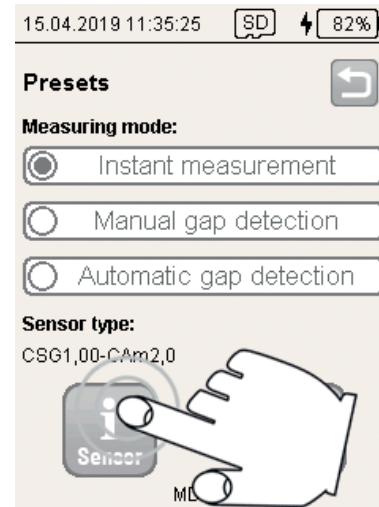 15.04.2019 11:35:25 SD 82%
Presets
Measuring mode:
Instant measurement
Manual gap detection
Automatic gap detection
Sensor type:
CSG1,00-CAm2,0
i
Sensor